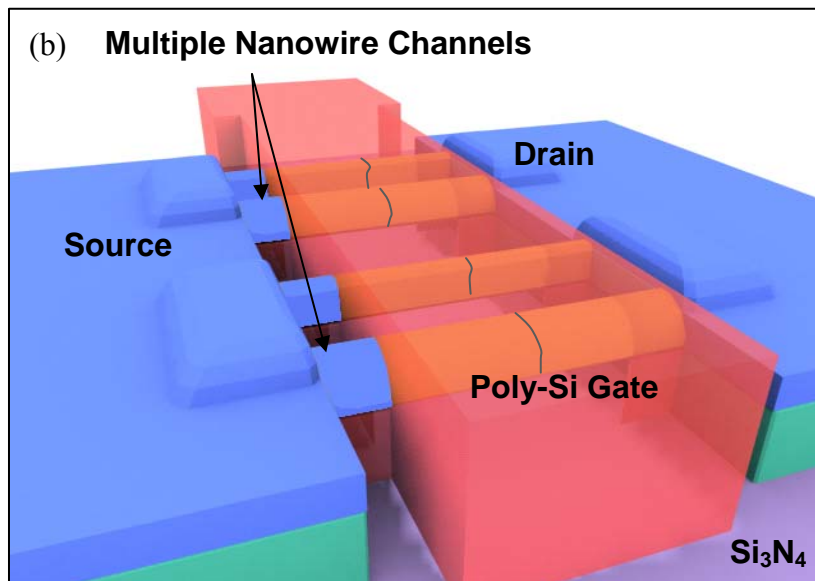 (b) Multiple Nanowire Channels
Drain
Source
Poly-Si Gate
Si₃N₄